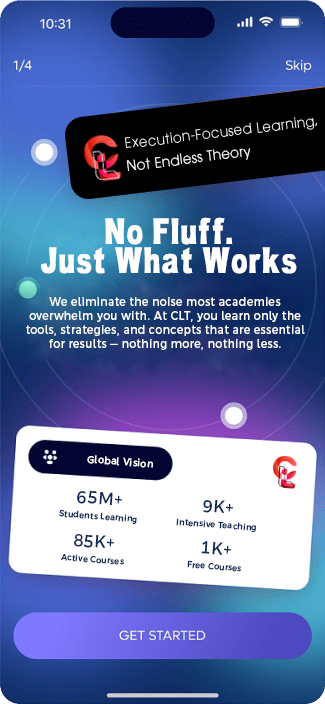 10:31
1/4
Skip
Execution-Focused Learning,
Not Endless Theory
No Fluff.
Just What Works
We eliminate the noise most academies
overwhelm you with. At CLT, you learn only the
tools, strategies, and concepts that are essential
for results – nothing more, nothing less.
Global Vision
65M+
Students Learning
9K+
Intensive Teaching
85K+
Active Courses
1K+
Free Courses
GET STARTED